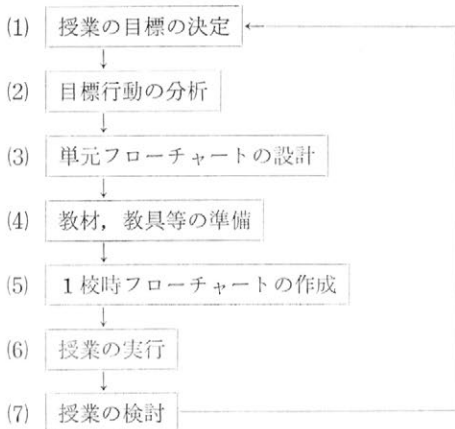 (1) 授業の目標の決定
(2) 目標行動の分析
(3) 単元フローチャートの設計
(4) 教材，教具等の準備
(5) 1校時フローチャートの作成
(6) 授業の実行
(7) 授業の検討